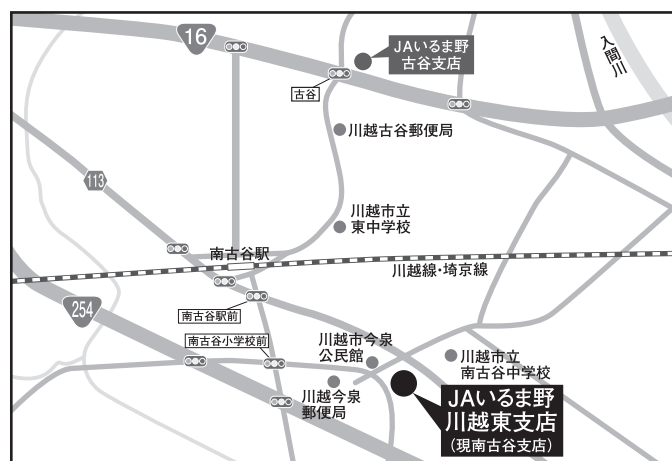 16
JAいるま野
古谷支店
入間川
古谷
川越古谷郵便局
113
川越市立
東中学校
南古谷駅
川越線・埼京線
254
南古谷駅前
南古谷小学校前
川越市今泉
公民館
川越市立
南古谷中学校
川越今泉
郵便局
JAいるま野
川越東支店
(現南古谷支店)